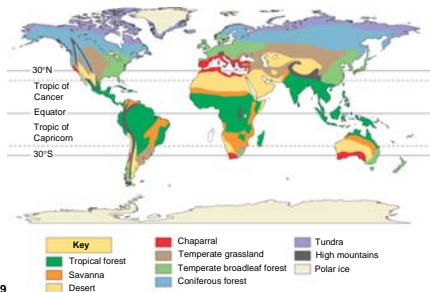 30°N
Tropic of
Cancer
Equator
Tropic of
Capricorn
30°S
Key
Tropical forest
Savanna
Desert
Chaparral
Temperate grassland
Temperate broadleaf forest
Coniferous forest
Tundra
High mountains
Polar ice
9